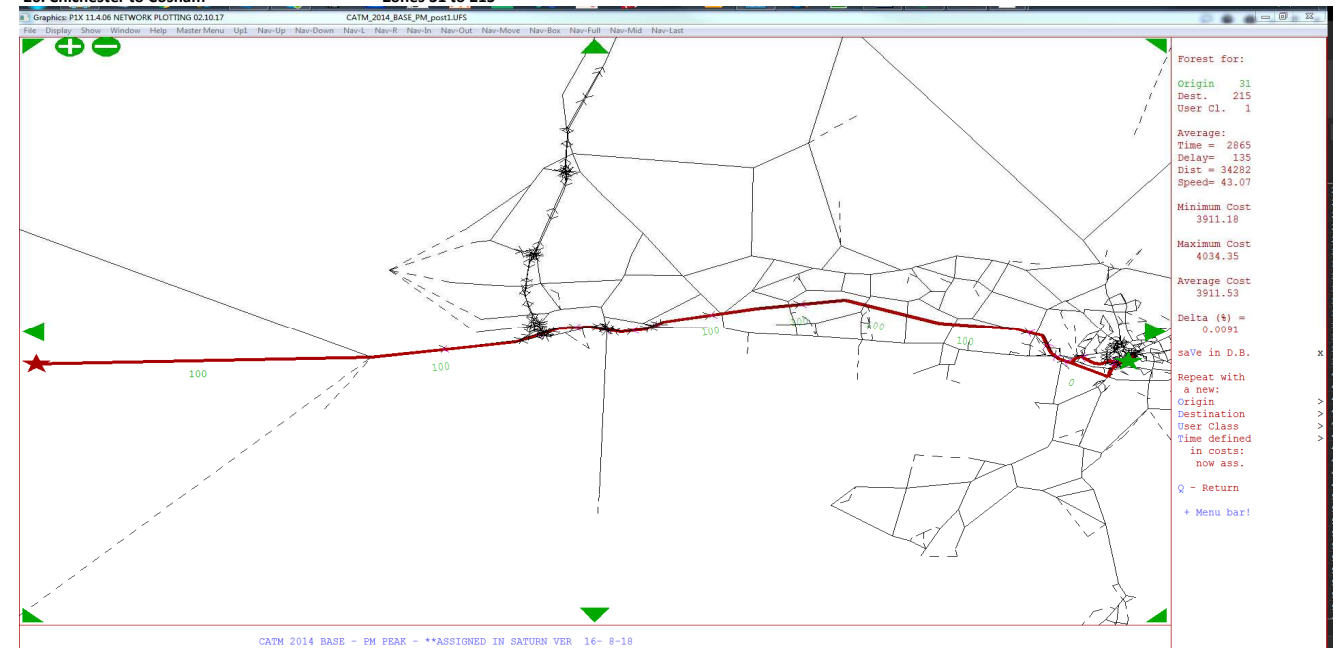 Graphics: P1X 11.4.06 NETWORK PLOTTING 02.10.17 CATM_2014_BASE_PM_post1.UFS
File Display Show Window Help Master Menu Up1 Nav-Up Nav-Down Nav-L Nav-R Nav-In Nav-Out Nav-Move Nav-Box Nav-Full Nav-Mid Nav-Last
Forest for:
Origin 31
Dest. 215
User Cl. 1
Average:
Time = 2865
Delay= 135
Dist = 34282
Speed= 43.07
Minimum Cost
3911.18
Maximum Cost
4034.35
Average Cost
3911.53
Delta (%) =
0.0091
saVe in D.B. x
Repeat with
a new:
Origin >
Destination >
User Class >
Time defined >
in costs:
now ass.
Q - Return
+ Menu bar!
100
100
100
100
100
100
0
CATM 2014 BASE - PM PEAK - **ASSIGNED IN SATURN VER 16- 8-18